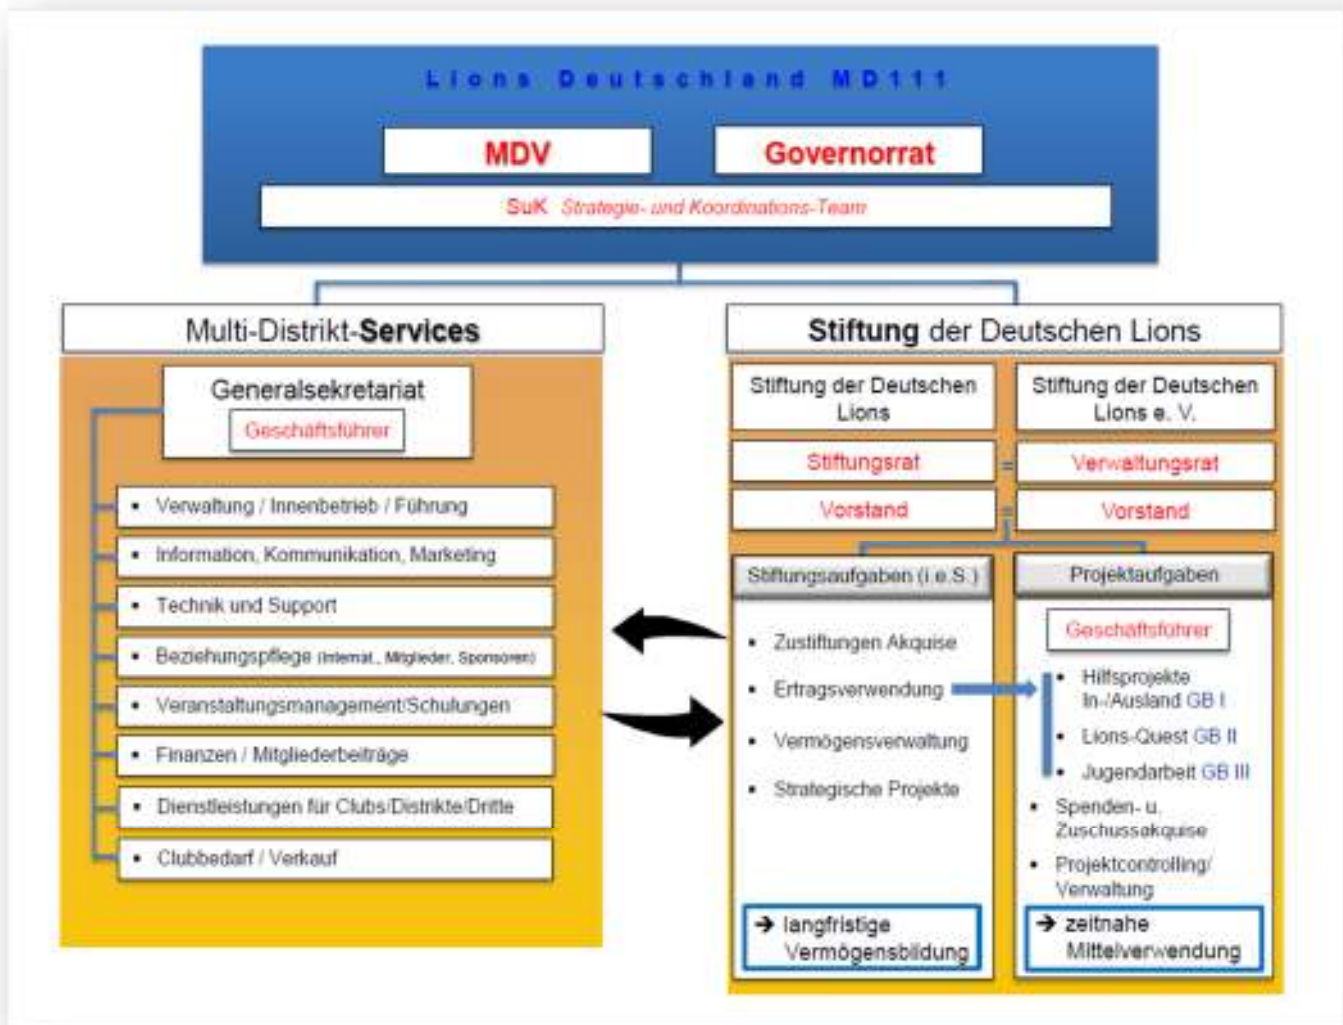 Lions Deutschland MD111
MDV
Governorrat
SuK Strategie- und Koordinations-Team
Multi-Distrikt-Services
Generalsekretariat
Geschäftsführer
▪ Verwaltung / Innenbetrieb / Führung
▪ Information, Kommunikation, Marketing
▪ Technik und Support
▪ Beziehungspflege (Internat., Mitglieder, Sponsoren)
▪ Veranstaltungsmanagement/Schulungen
▪ Finanzen / Mitgliederbeiträge
▪ Dienstleistungen für Clubs/Distrikte/Dritte
▪ Clubbedarf / Verkauf
Stiftung der Deutschen Lions
Stiftung der Deutschen
Lions
Stiftung der Deutschen
Lions e. V.
Stiftungsrat
=
Verwaltungsrat
Vorstand
=
Vorstand
Stiftungsaufgaben (i.e.S.)
▪ Zustiftungen Akquise
▪ Ertragsverwendung
▪ Vermögensverwaltung
▪ Strategische Projekte
→ langfristige
Vermögensbildung
Projektaufgaben
Geschäftsführer
▪ Hilfsprojekte
In-/Ausland GB I
▪ Lions-Quest GB II
▪ Jugendarbeit GB III
▪ Spenden- u.
Zuschussakquise
▪ Projektcontrolling/
Verwaltung
→ zeitnahe
Mittelverwendung